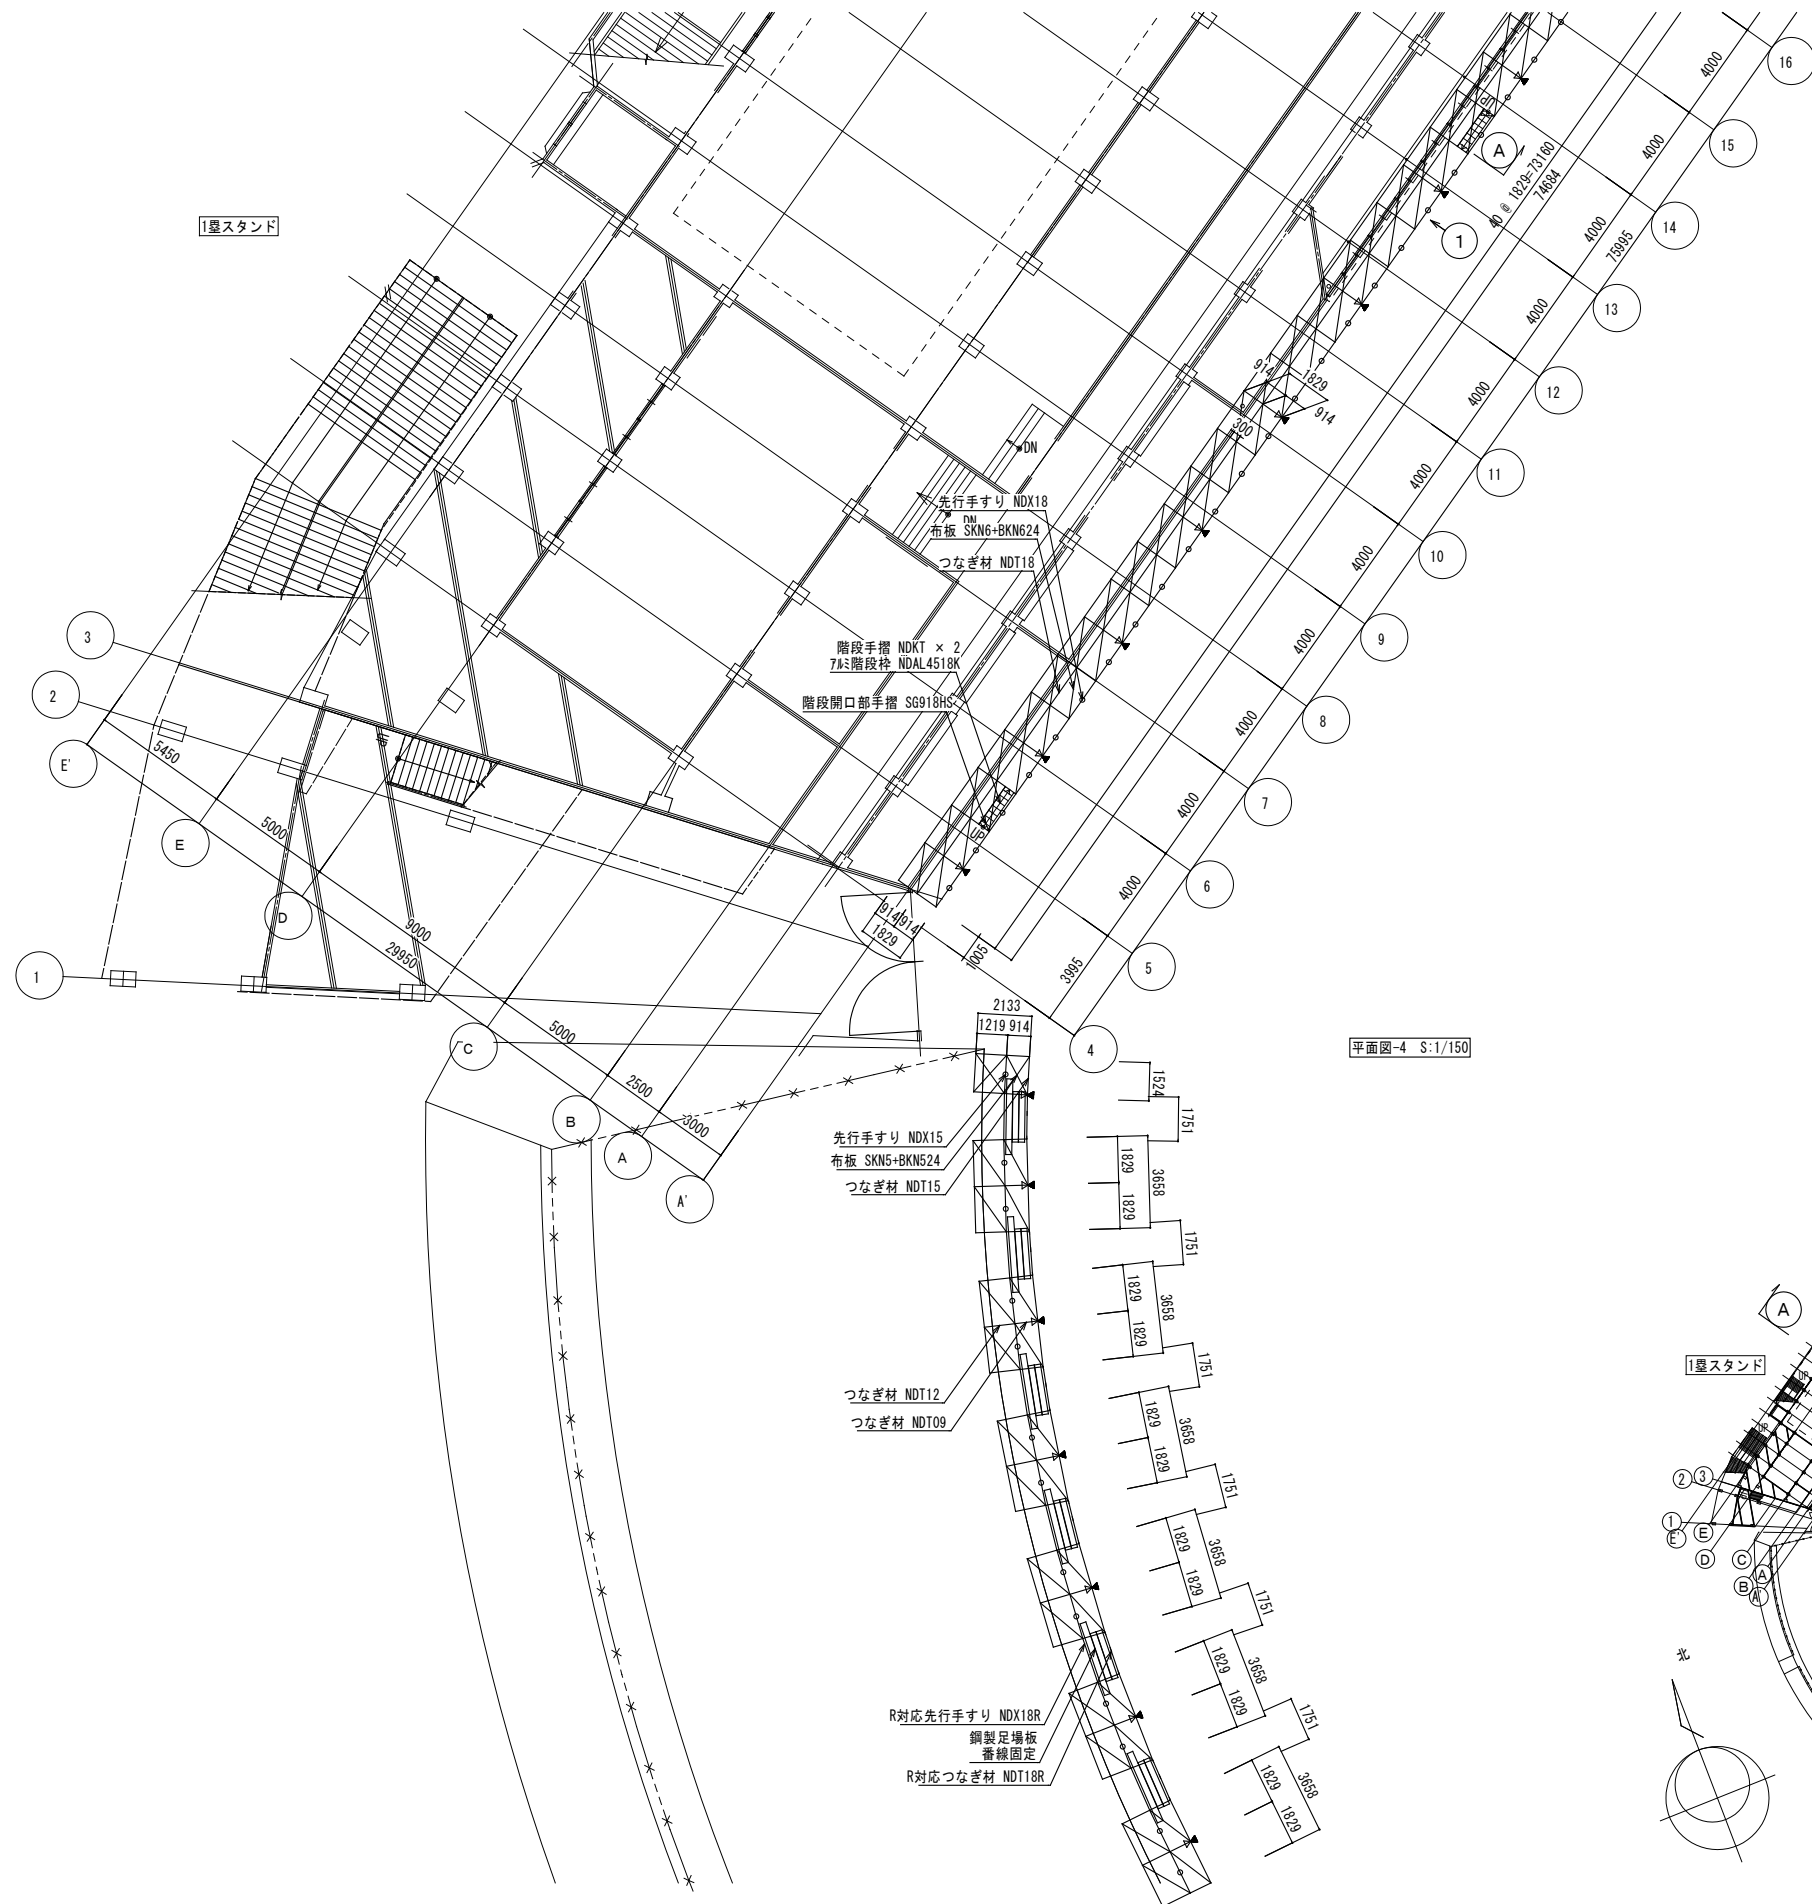 1塁スタンド
16
4000
15
4000
14
4000
13
4000
12
4000
11
4000
10
4000
9
4000
8
4000
7
4000
6
4000
5
3995
4
75995
40 @ 1829=73160
74684
UP
A
1
914
1829
914
300
DN
先行手すり NDX18
DN
布板 SKN6+BKN624
つなぎ材 NDT18
階段手摺 NDKT × 2
アルミ階段枠 NDAL4518K
階段開口部手摺 SG918HS
UP
3
2
1
E'
E
D
C
B
A
A'
5450
5000
9000
29950
5000
2500
3000
914
914
1829
1005
2133
1219 914
平面図-4 S:1/150
先行手すり NDX15
布板 SKN5+BKN524
つなぎ材 NDT15
つなぎ材 NDT12
つなぎ材 NDT09
R対応先行手すり NDX18R
鋼製足場板
番線固定
R対応つなぎ材 NDT18R
1524
1751
1829
3658
1829
1751
1829
3658
1829
1751
1829
3658
1829
1751
1829
3658
1829
1751
1829
3658
1829
1751
1829
3658
1829
A
1塁スタンド
UP
UP
2
3
1
E'
E
D
C
B
A
A'
北